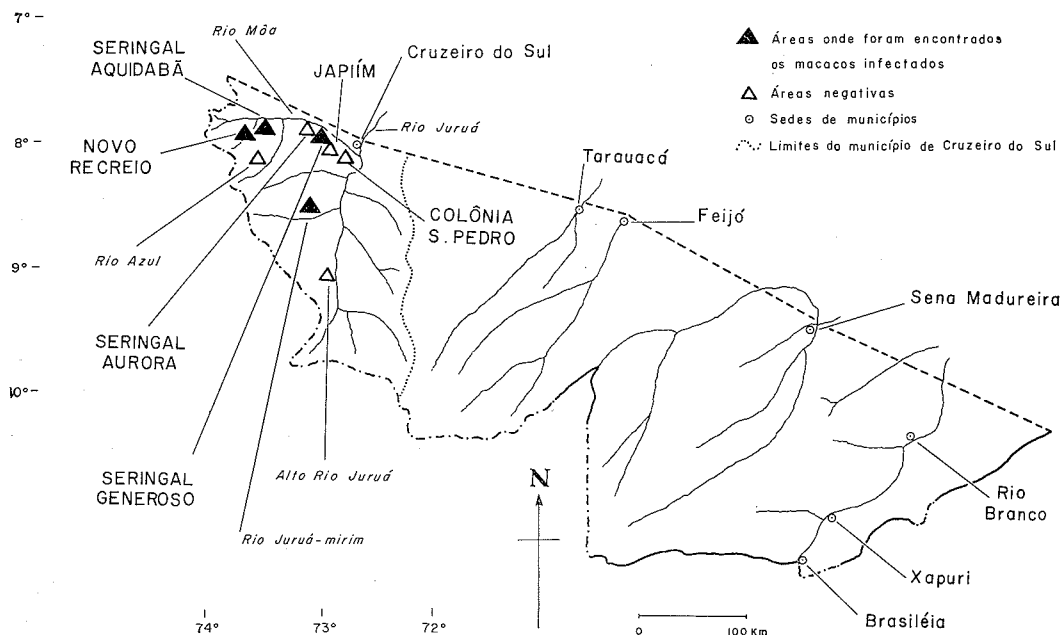 7°
8°
9°
10°
Rio Môa
SERINGAL
AQUIDABÃ
JAPIÍM
Cruzeiro do Sul
Rio Juruá
NOVO
RECREIO
Tarauacá
Feijó
COLÔNIA
S. PEDRO
Rio Azul
SERINGAL
AURORA
Sena Madureira
SERINGAL
GENEROSO
Alto Rio Juruá
Rio Juruá-mirim
N
Rio
Branco
Xapuri
Brasiléia
Áreas onde foram encontrados
os macacos infectados
Áreas negativas
Sedes de municípios
Límites do município de Cruzeiro do Sul
74°
73°
72°
0 100 Km